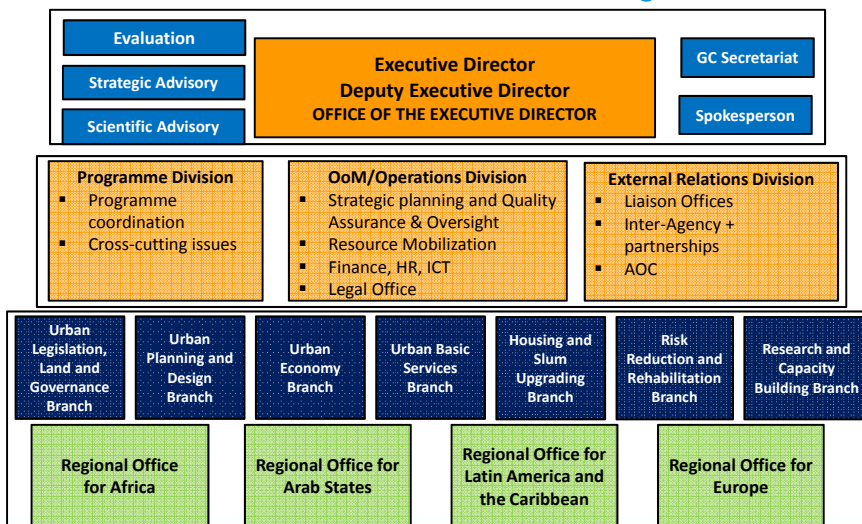 Evaluation
Strategic Advisory
Scientific Advisory
Executive Director
Deputy Executive Director
OFFICE OF THE EXECUTIVE DIRECTOR
GC Secretariat
Spokesperson
Programme Division
▪ Programme
coordination
▪ Cross-cutting issues
OoM/Operations Division
▪ Strategic planning and Quality
Assurance & Oversight
▪ Resource Mobilization
▪ Finance, HR, ICT
▪ Legal Office
External Relations Division
▪ Liaison Offices
▪ Inter-Agency +
partnerships
▪ AOC
Urban
Legislation,
Land and
Governance
Branch
Urban
Planning and
Design
Branch
Urban
Economy
Branch
Urban Basic
Services
Branch
Housing and
Slum
Upgrading
Branch
Risk
Reduction and
Rehabilitation
Branch
Research and
Capacity
Building Branch
Regional Office
for Africa
Regional Office for
Arab States
Regional Office for
Latin America and
the Caribbean
Regional Office for
Europe